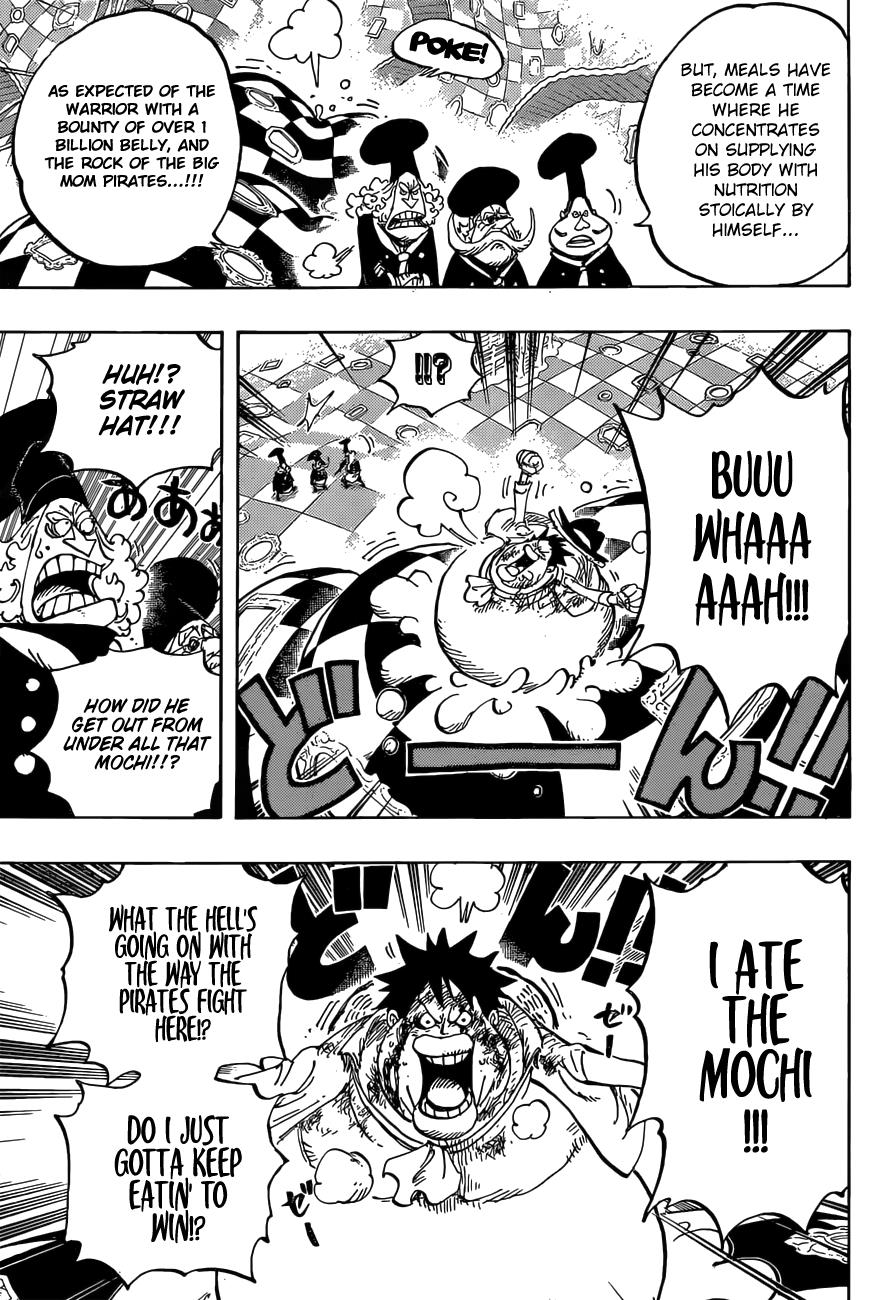 BUT, MEALS HAVE
BECOME A TIME
WHERE HE
CONCENTRATES
ON SUPPLYING
HIS BODY WITH
NUTRITION
STOICALLY BY
HIMSELF...
POKE!
AS EXPECTED OF THE
WARRIOR WITH A
BOUNTY OF OVER 1
BILLION BELLY, AND
THE ROCK OF THE BIG
MOM PIRATES...!!!
!!?
BUUU
WHAAA
AAAH!!!
どーん!!
HUH!?
STRAW
HAT!!!
あああ
HOW DID HE
GET OUT FROM
UNDER ALL THAT
MOCHI!!?
I ATE
THE
MOCHI
!!!
どん!!
ゼー
WHAT THE HELL'S
GOING ON WITH
THE WAY THE
PIRATES FIGHT
HERE!?
DO I JUST
GOTTA KEEP
EATIN' TO
WIN!?
ゼー